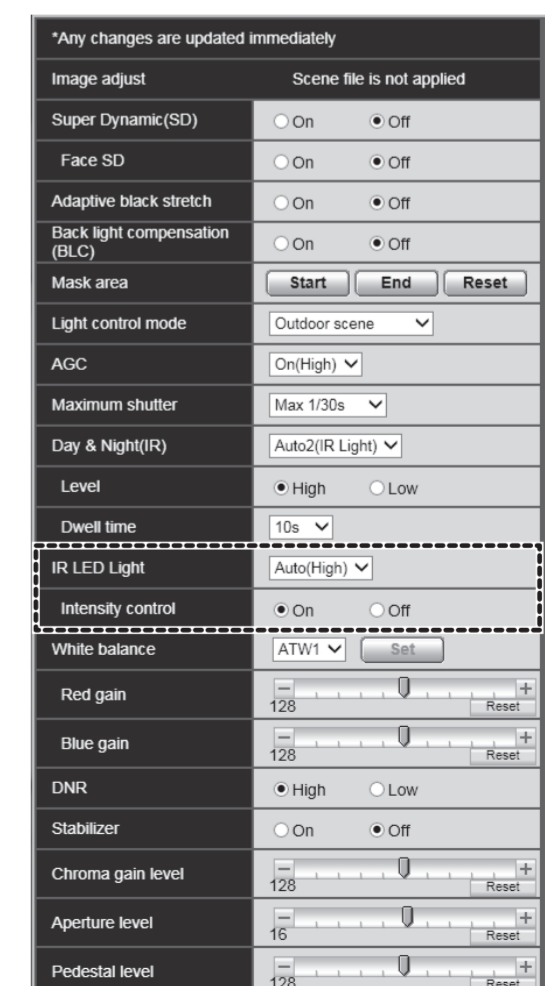 *Any changes are updated immediately
Image adjust Scene file is not applied
Super Dynamic(SD) On Off
Face SD On Off
Adaptive black stretch On Off
Back light compensation
(BLC) On Off
Mask area Start End Reset
Light control mode Outdoor scene
AGC On(High)
Maximum shutter Max 1/30s
Day & Night(IR) Auto2(IR Light)
Level High Low
Dwell time 10s
IR LED Light Auto(High)
Intensity control On Off
White balance ATW1 Set
Red gain − +
128 Reset
Blue gain − +
128 Reset
DNR High Low
Stabilizer On Off
Chroma gain level − +
128 Reset
Aperture level − +
16 Reset
Pedestal level − +
128 Reset